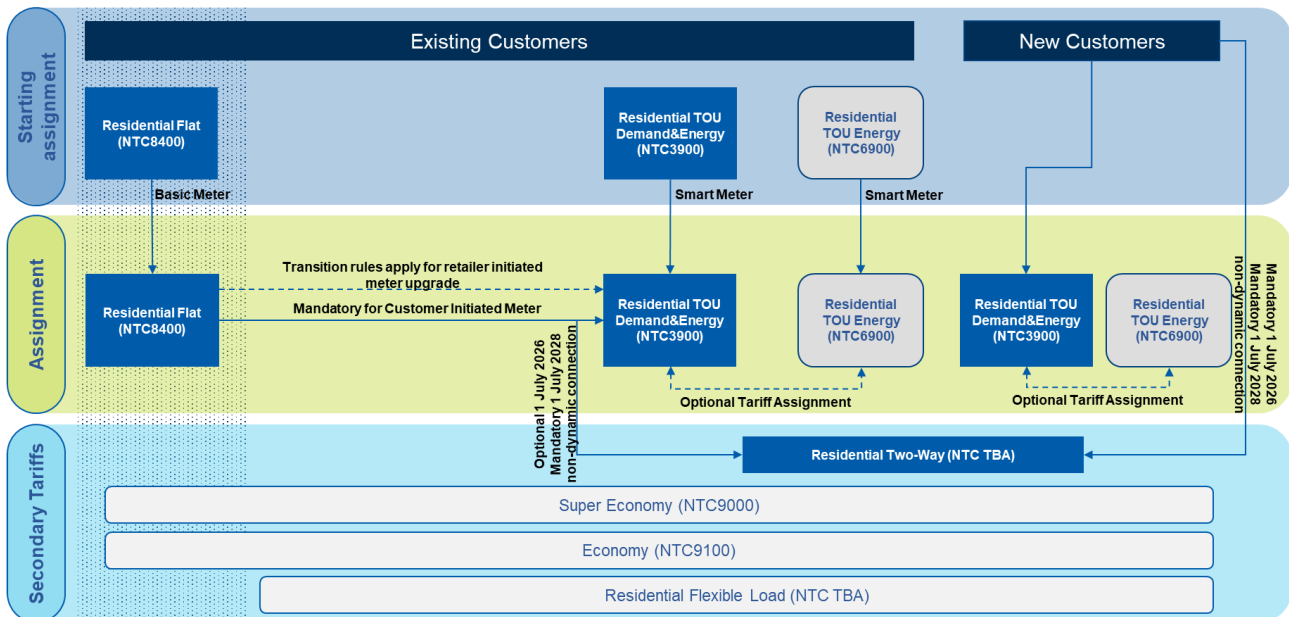 Starting
assignment
Existing Customers
New Customers
Residential Flat
(NTC8400)
Residential TOU
Demand&Energy
(NTC3900)
Residential
TOU Energy
(NTC6900)
Basic Meter
Smart Meter
Smart Meter
Assignment
Transition rules apply for retailer initiated
meter upgrade
Mandatory for Customer Initiated Meter
Residential Flat
(NTC8400)
Residential TOU
Demand&Energy
(NTC3900)
Residential
TOU Energy
(NTC6900)
Residential TOU
Demand&Energy
(NTC3900)
Residential
TOU Energy
(NTC6900)
Optional Tariff Assignment
Optional Tariff Assignment
Optional 1 July 2026
Mandatory 1 July 2028
non-dynamic connection
Mandatory 1 July 2026
Mandatory 1 July 2028
non-dynamic connection
Secondary Tariffs
Residential Two-Way (NTC TBA)
Super Economy (NTC9000)
Economy (NTC9100)
Residential Flexible Load (NTC TBA)